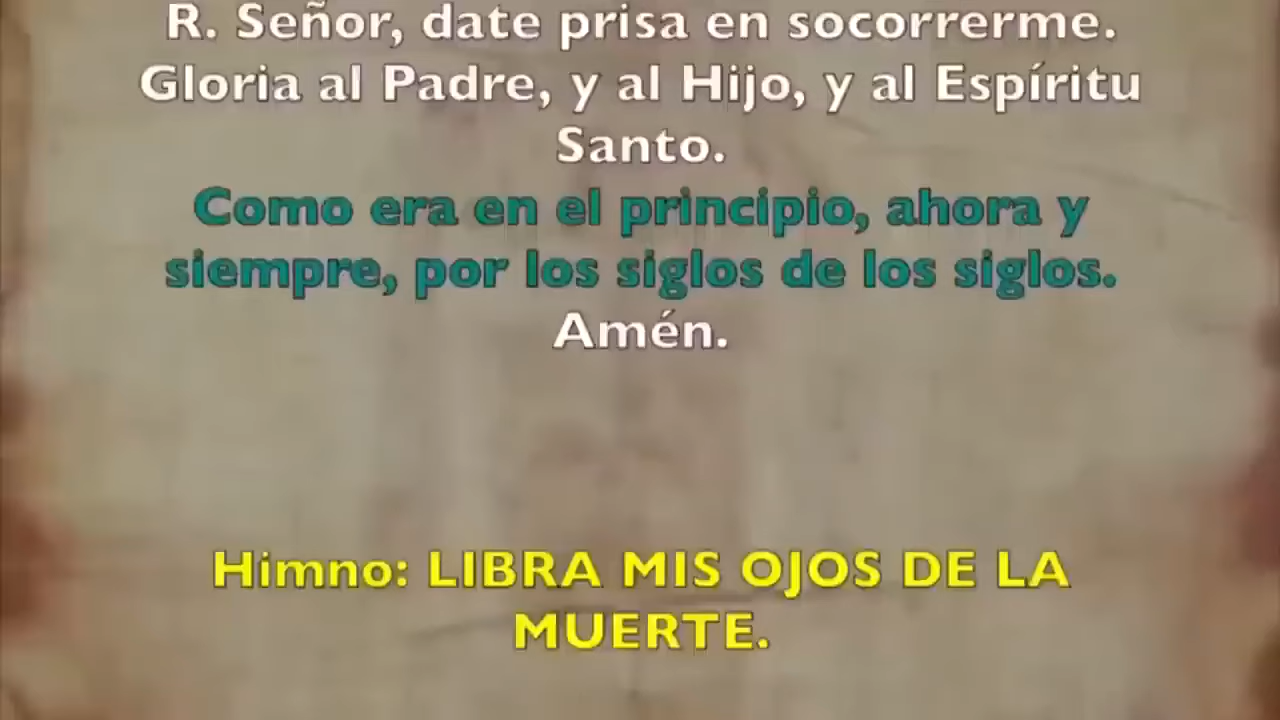 R. Señor, date prisa en socorrerme.
Gloria al Padre, y al Hijo, y al Espíritu
Santo.
Como era en el principio, ahora y
siempre, por los siglos de los siglos.
Amén.
Himno: LIBRA MIS OJOS DE LA
MUERTE.